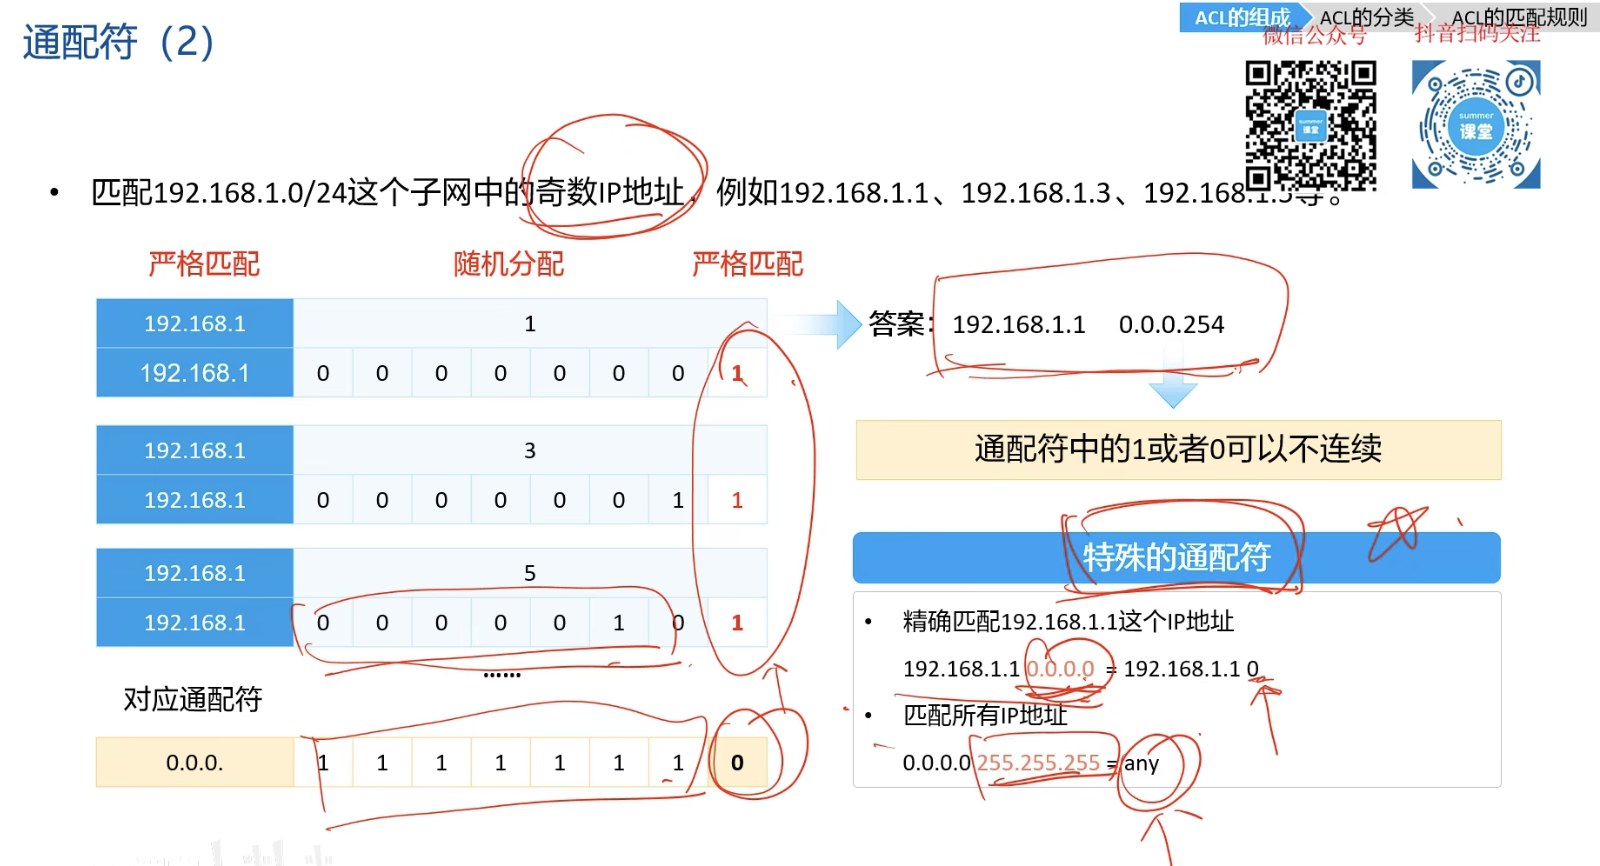 通配符（2）
ACL的组成
ACL的分类
ACL的匹配规则
微信公众号
抖音扫码关注
summer
课堂
summer
课堂
• 匹配192.168.1.0/24这个子网中的奇数IP地址，例如192.168.1.1、192.168.1.3、192.168.1.5等。
严格匹配 随机分配 严格匹配
192.168.1 1
192.168.1 0 0 0 0 0 0 0 1
192.168.1 3
192.168.1 0 0 0 0 0 0 1 1
192.168.1 5
192.168.1 0 0 0 0 0 1 0 1
……
对应通配符
0.0.0. 1 1 1 1 1 1 1 0
答案：192.168.1.1 0.0.0.254
通配符中的1或者0可以不连续
特殊的通配符
• 精确匹配192.168.1.1这个IP地址
192.168.1.1 0.0.0.0 = 192.168.1.1 0
• 匹配所有IP地址
0.0.0.0 255.255.255 = any